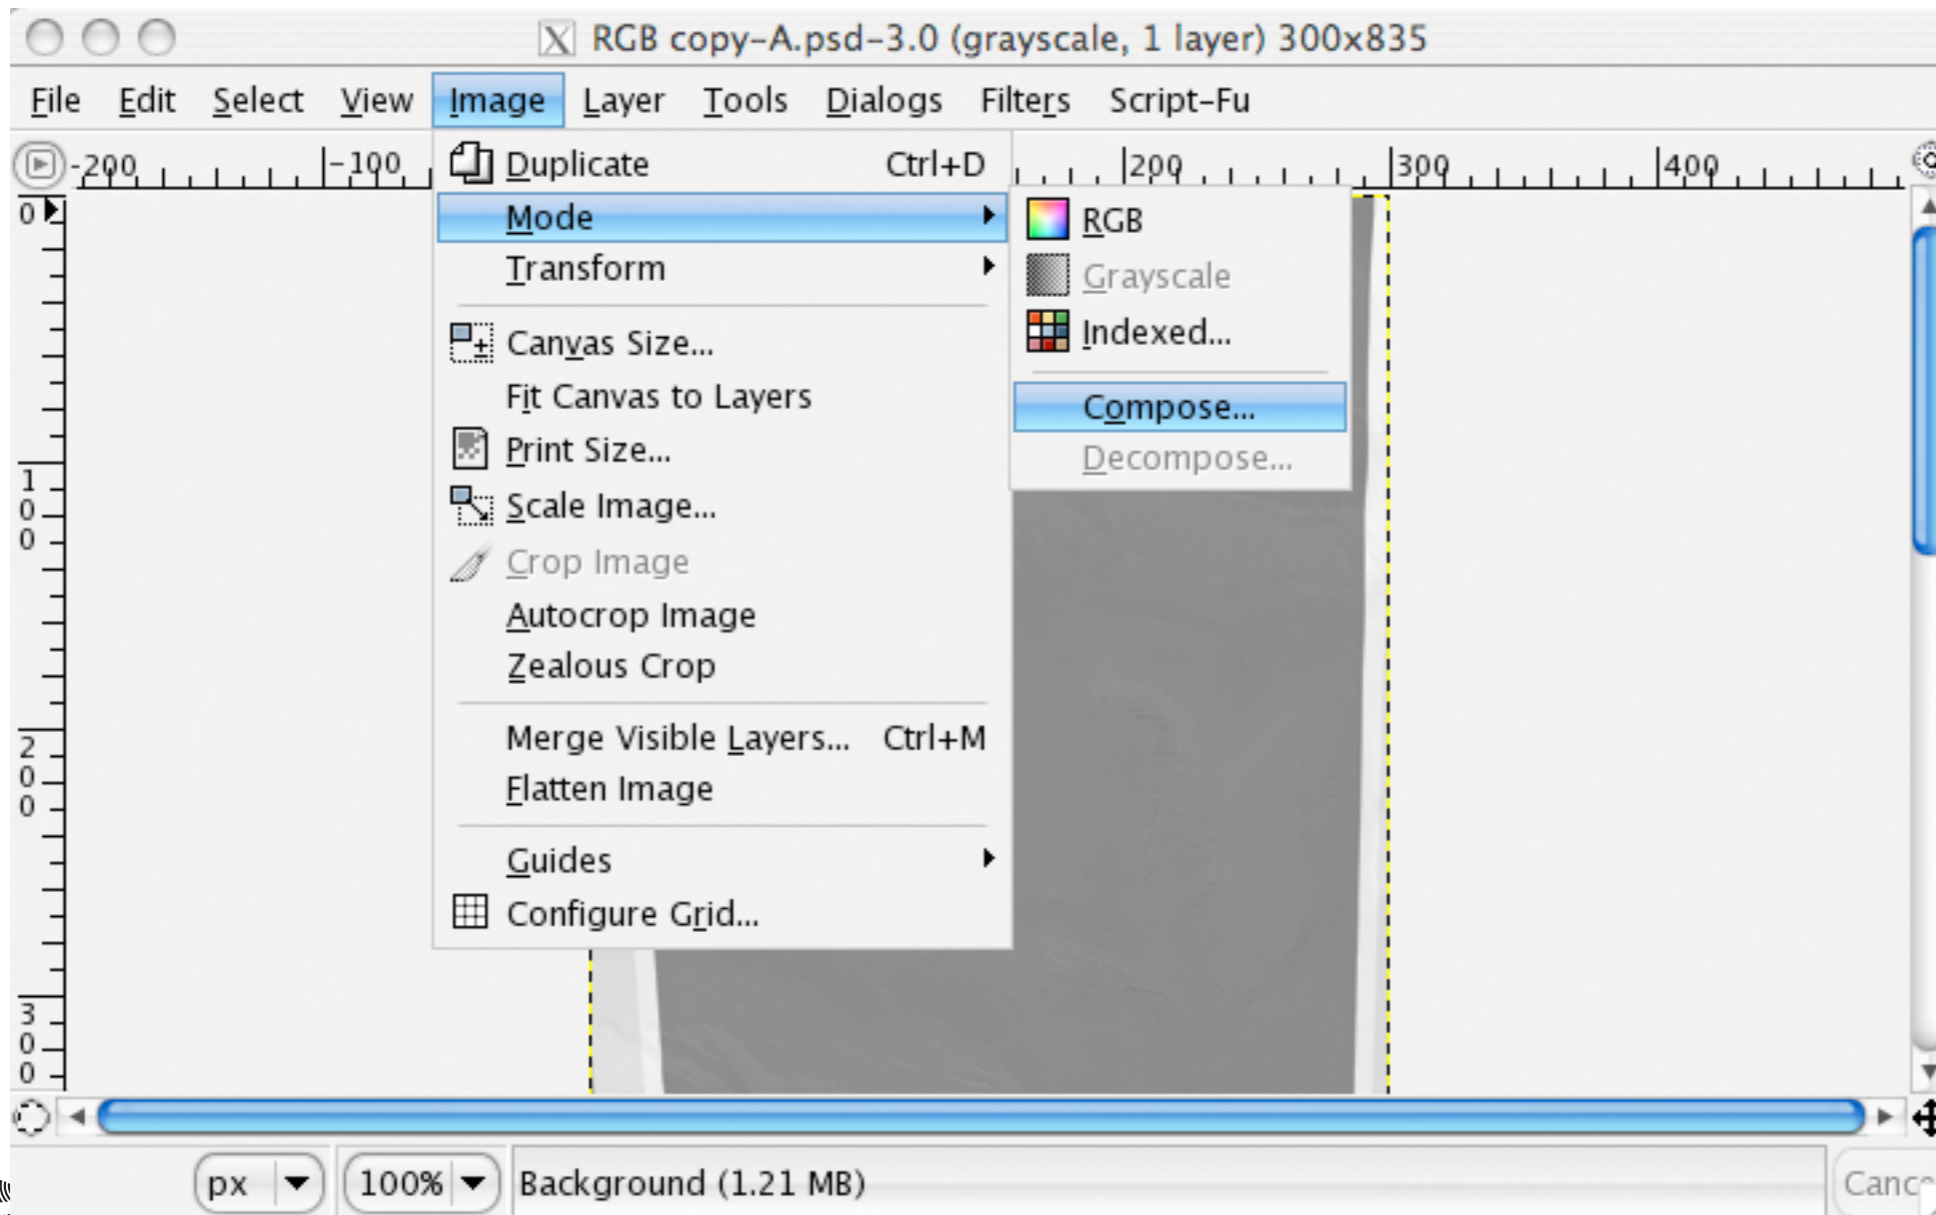 RGB copy-A.psd-3.0 (grayscale, 1 layer) 300x835
File Edit Select View Image Layer Tools Dialogs Filters Script-Fu
-200 -100 200 300 400
Duplicate Ctrl+D
Mode
Transform
Canvas Size...
Fit Canvas to Layers
Print Size...
Scale Image...
Crop Image
Autocrop Image
Zealous Crop
Merge Visible Layers... Ctrl+M
Flatten Image
Guides
Configure Grid...
RGB
Grayscale
Indexed...
Compose...
Decompose...
0
100
200
300
px 100% Background (1.21 MB)